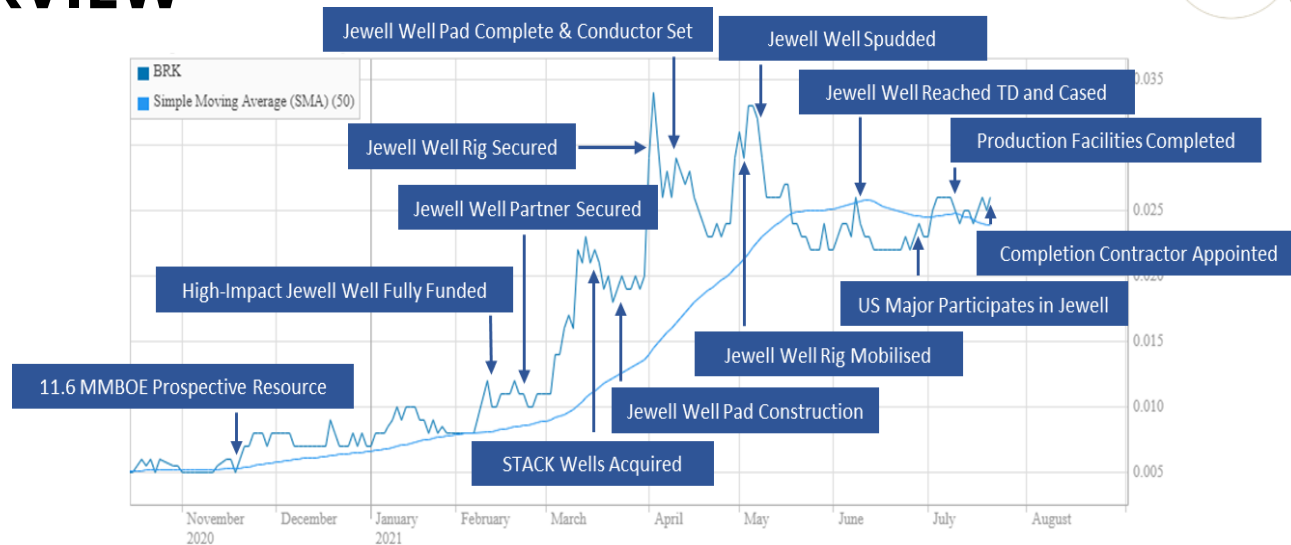 Jewell Well Pad Complete & Conductor Set
Jewell Well Spudded
BRK
Simple Moving Average (SMA) (50)
0.035
Jewell Well Reached TD and Cased
Jewell Well Rig Secured
Production Facilities Completed
Jewell Well Partner Secured
0.025
Completion Contractor Appointed
0.020
High-Impact Jewell Well Fully Funded
US Major Participates in Jewell
0.015
Jewell Well Rig Mobilised
11.6 MMBOE Prospective Resource
0.010
Jewell Well Pad Construction
STACK Wells Acquired
0.005
November December January February March April May June July August
2020 2021